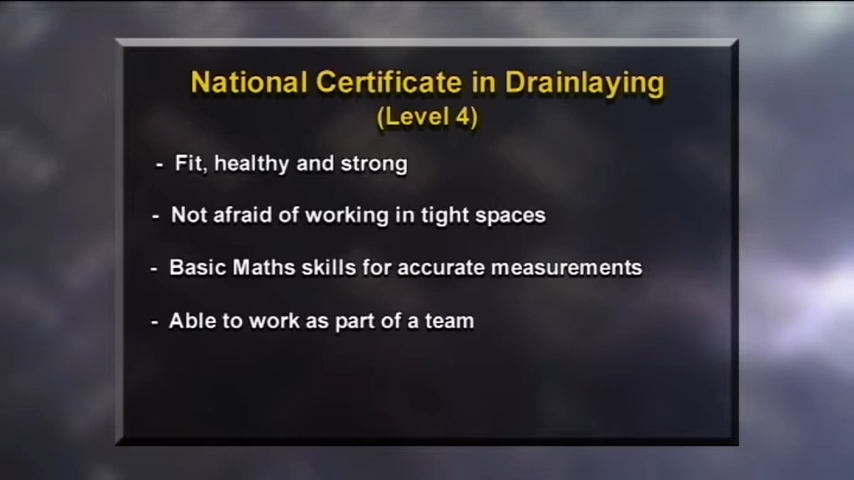 National Certificate in Drainlaying
(Level 4)
- Fit, healthy and strong
- Not afraid of working in tight spaces
- Basic Maths skills for accurate measurements
- Able to work as part of a team